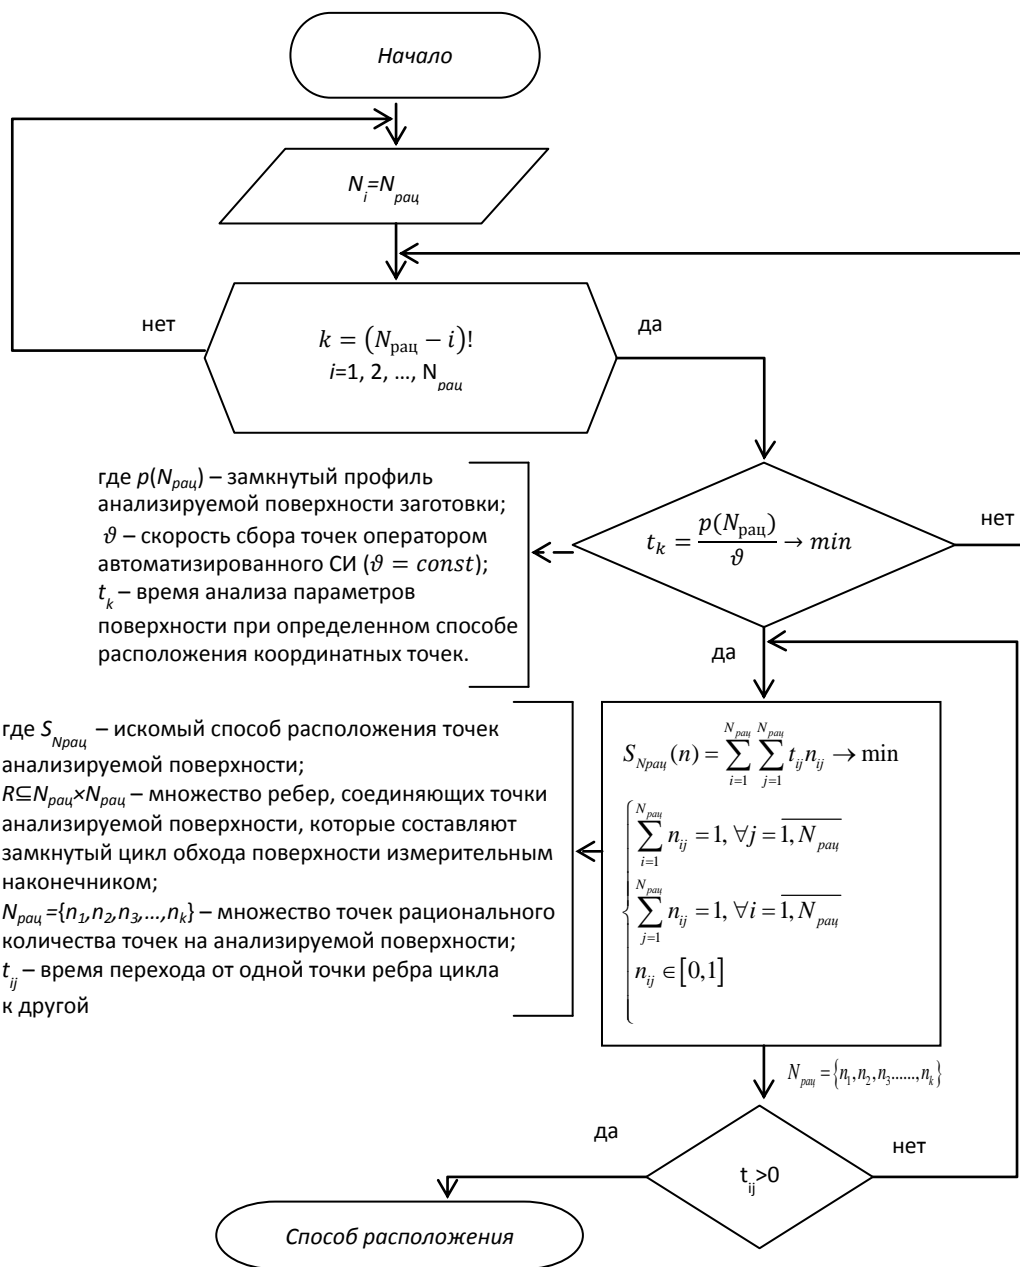 Начало
N_i=N_рац
нет
да
k = (N_рац − i)!
i=1, 2, ..., N_рац
где p(N_рац) – замкнутый профиль
анализируемой поверхности заготовки;
ϑ – скорость сбора точек оператором
автоматизированного СИ (ϑ = const);
t_k – время анализа параметров
поверхности при определенном способе
расположения координатных точек.
t_k = p(N_рац)/ϑ → min
нет
да
где S_Nрац – искомый способ расположения точек
анализируемой поверхности;
R⊆N_рац×N_рац – множество ребер, соединяющих точки
анализируемой поверхности, которые составляют
замкнутый цикл обхода поверхности измерительным
наконечником;
N_рац={n_1,n_2,n_3,...,n_k} – множество точек рационального
количества точек на анализируемой поверхности;
t_ij – время перехода от одной точки ребра цикла
к другой
S_Nрац(n) = ∑_{i=1}^{N_рац} ∑_{j=1}^{N_рац} t_ij n_ij → min
∑_{i=1}^{N_рац} n_ij = 1, ∀j = \overline{1, N_рац}
∑_{j=1}^{N_рац} n_ij = 1, ∀i = \overline{1, N_рац}
n_ij ∈ [0,1]
N_рац = {n_1,n_2,n_3......,n_k}
да
нет
t_ij>0
Способ расположения